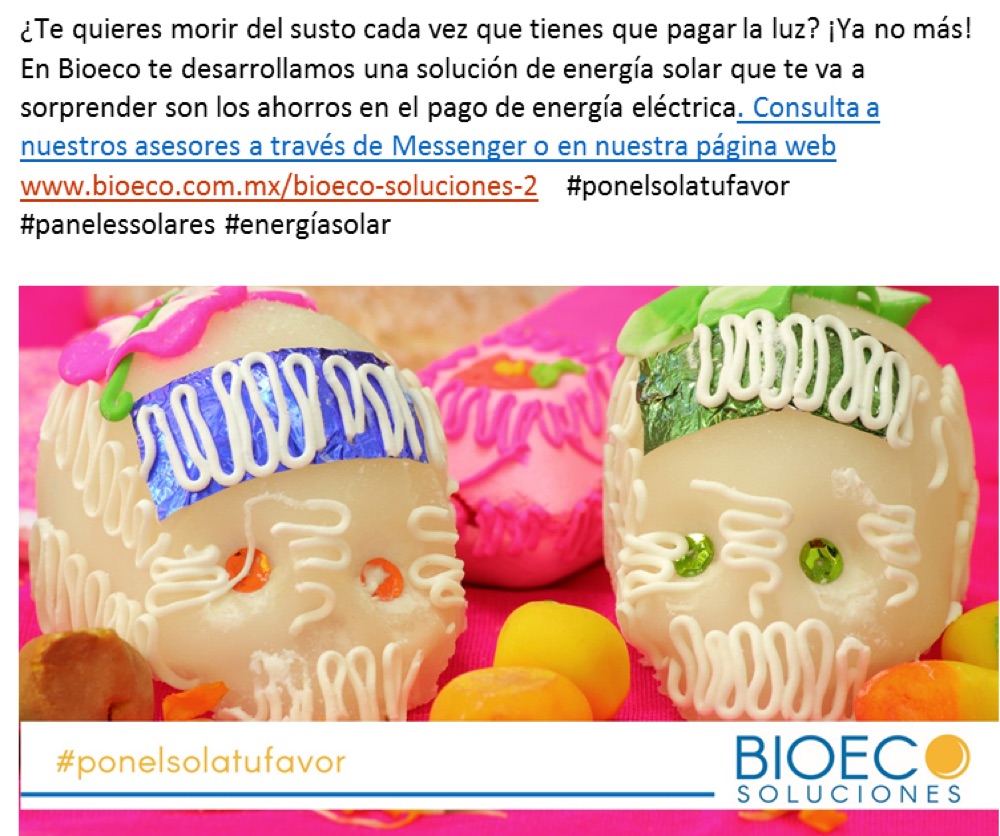 ¿Te quieres morir del susto cada vez que tienes que pagar la luz? ¡Ya no más!
En Bioeco te desarrollamos una solución de energía solar que te va a
sorprender son los ahorros en el pago de energía eléctrica. Consulta a
nuestros asesores a través de Messenger o en nuestra página web
www.bioeco.com.mx/bioeco-soluciones-2 #ponelsolatufavor
#panelessolares #energíasolar
#ponelsolatufavor
BIOECO
SOLUCIONES